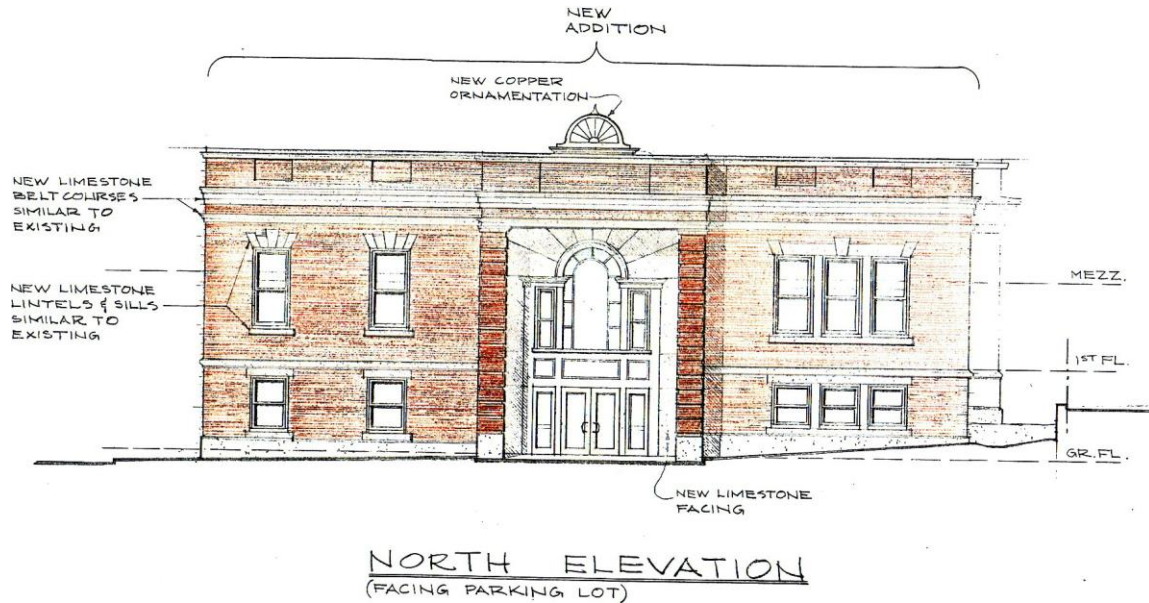 NEW
ADDITION
NEW COPPER
ORNAMENTATION
NEW LIMESTONE
BELT COURSES
SIMILAR TO
EXISTING
NEW LIMESTONE
LINTELS & SILLS
SIMILAR TO
EXISTING
MEZZ.
1ST FL.
GR. FL.
NEW LIMESTONE
FACING
NORTH ELEVATION
(FACING PARKING LOT)